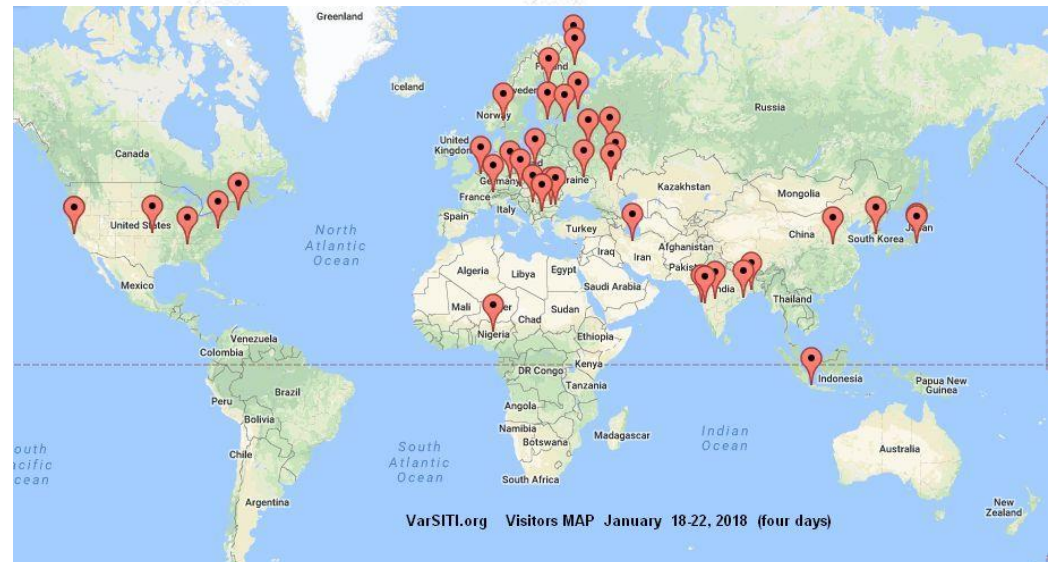 Greenland
Iceland
Finland
Sweden
Norway
Russia
Canada
United
Kingdom
Germany
Ukraine
France
Kazakhstan
Mongolia
United States
Spain
Italy
Turkey
China
South Korea
Japan
North
Atlantic
Ocean
Iraq
Iran
Afghanistan
Pakistan
Mexico
Algeria
Libya
Egypt
Saudi Arabia
India
Thailand
Mali
Niger
Chad
Sudan
Nigeria
Ethiopia
Venezuela
Colombia
DR Congo
Kenya
Tanzania
Indonesia
Papua New
Guinea
Peru
Brazil
Bolivia
Angola
Namibia
Botswana
Madagascar
Indian
Ocean
Australia
South
Atlantic
Ocean
Chile
South Africa
Argentina
New
Zealand
VarSITI.org Visitors MAP January 18-22, 2018 (four days)